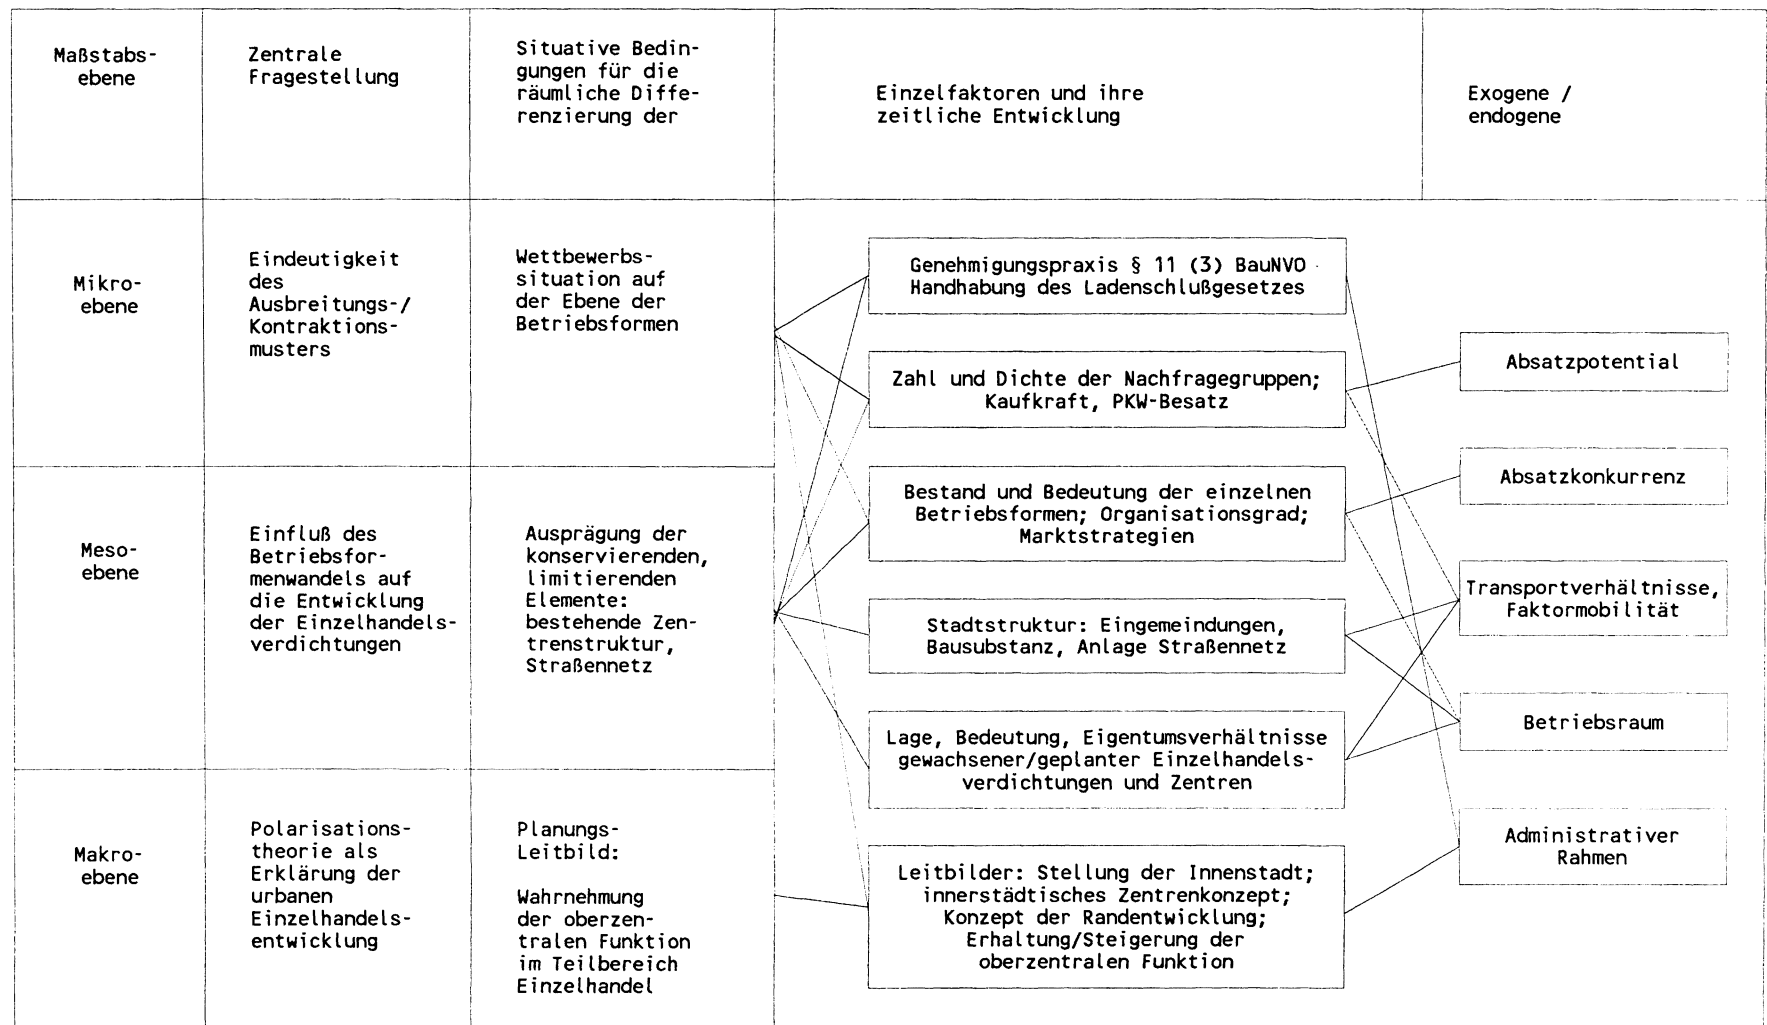 Maßstabs-
ebene
Zentrale
Fragestellung
Situative Bedin-
gungen für die
räumliche Diffe-
renzierung der
Einzelfaktoren und ihre
zeitliche Entwicklung
Exogene /
endogene
Mikro-
ebene
Eindeutigkeit
des
Ausbreitungs-/
Kontraktions-
musters
Wettbewerbs-
situation auf
der Ebene der
Betriebsformen
Meso-
ebene
Einfluß des
Betriebsfor-
menwandels auf
die Entwicklung
der Einzelhandels-
verdichtungen
Ausprägung der
konservierenden,
limitierenden
Elemente:
bestehende Zen-
trenstruktur,
Straßennetz
Makro-
ebene
Polarisations-
theorie als
Erklärung der
urbanen
Einzelhandels-
entwicklung
Planungs-
Leitbild:
Wahrnehmung
der oberzen-
tralen Funktion
im Teilbereich
Einzelhandel
Genehmigungspraxis § 11 (3) BauNVO
Handhabung des Ladenschlußgesetzes
Zahl und Dichte der Nachfragegruppen;
Kaufkraft, PKW-Besatz
Bestand und Bedeutung der einzelnen
Betriebsformen; Organisationsgrad;
Marktstrategien
Stadtstruktur: Eingemeindungen,
Bausubstanz, Anlage Straßennetz
Lage, Bedeutung, Eigentumsverhältnisse
gewachsener/geplanter Einzelhandels-
verdichtungen und Zentren
Leitbilder: Stellung der Innenstadt;
innerstädtisches Zentrenkonzept;
Konzept der Randentwicklung;
Erhaltung/Steigerung der
oberzentralen Funktion
Absatzpotential
Absatzkonkurrenz
Transportverhältnisse,
Faktormobilität
Betriebsraum
Administrativer
Rahmen